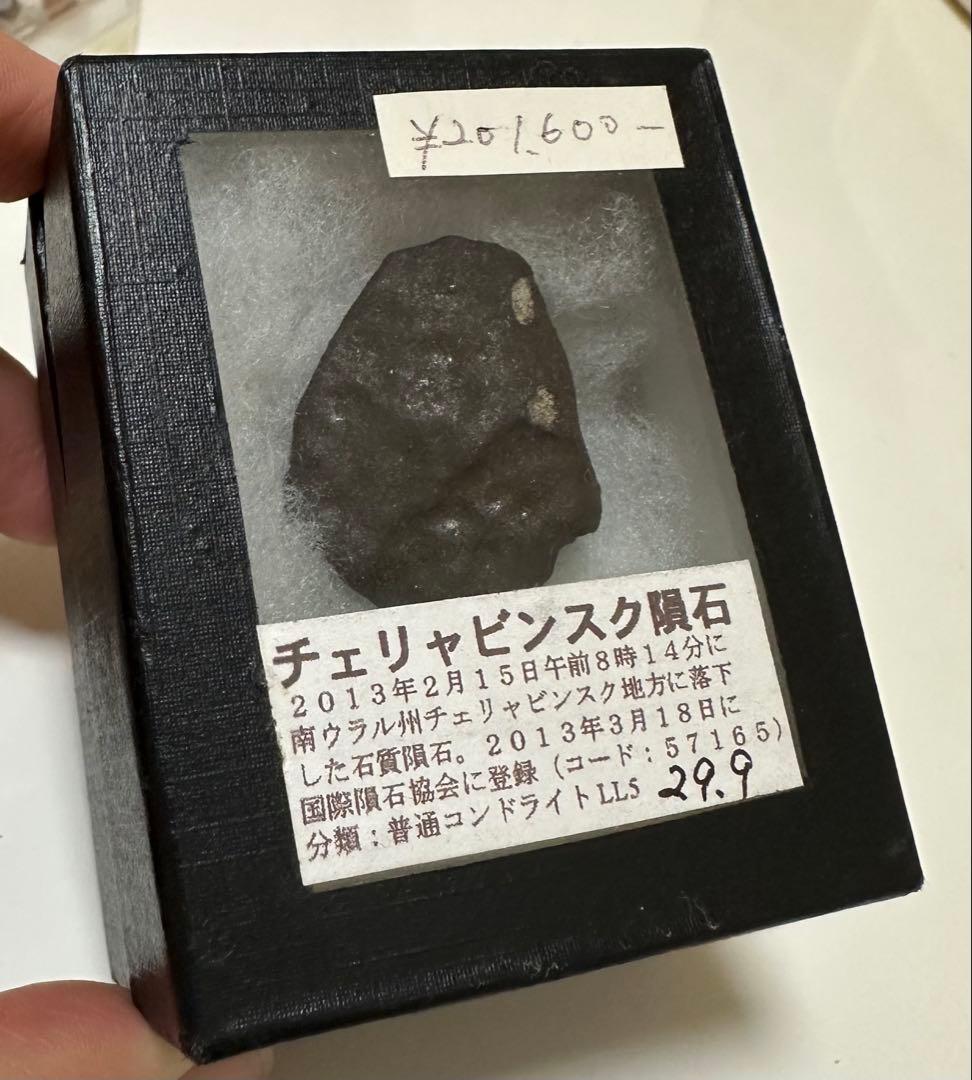 ¥201,600-
チェリャビンスク隕石
2013年2月15日午前8時14分に
南ウラル州チェリャビンスク地方に落下
した石質隕石。2013年3月18日に
国際隕石協会に登録（コード：57165）
分類：普通コンドライトLL5 29.9